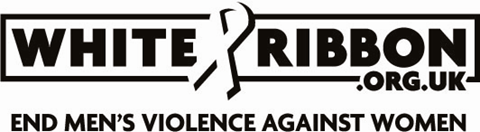 WHITE RIBBON
.ORG.UK
END MEN'S VIOLENCE AGAINST WOMEN